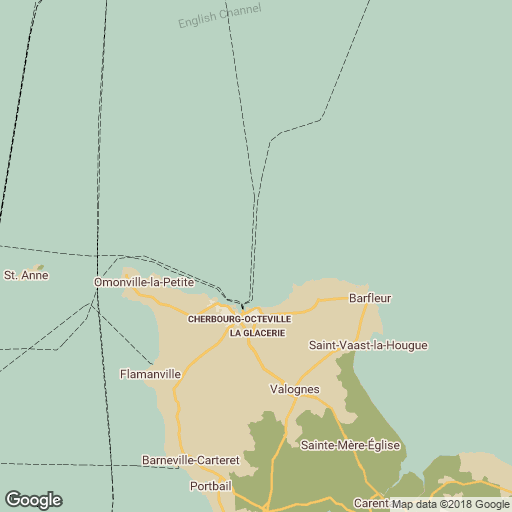 English Channel
St. Anne
Omonville-la-Petite
Barfleur
CHERBOURG-OCTEVILLE
LA GLACERIE
Saint-Vaast-la-Hougue
Flamanville
Valognes
Sainte-Mère-Église
Barneville-Carteret
Portbail
Carent
Google
Map data ©2018 Google